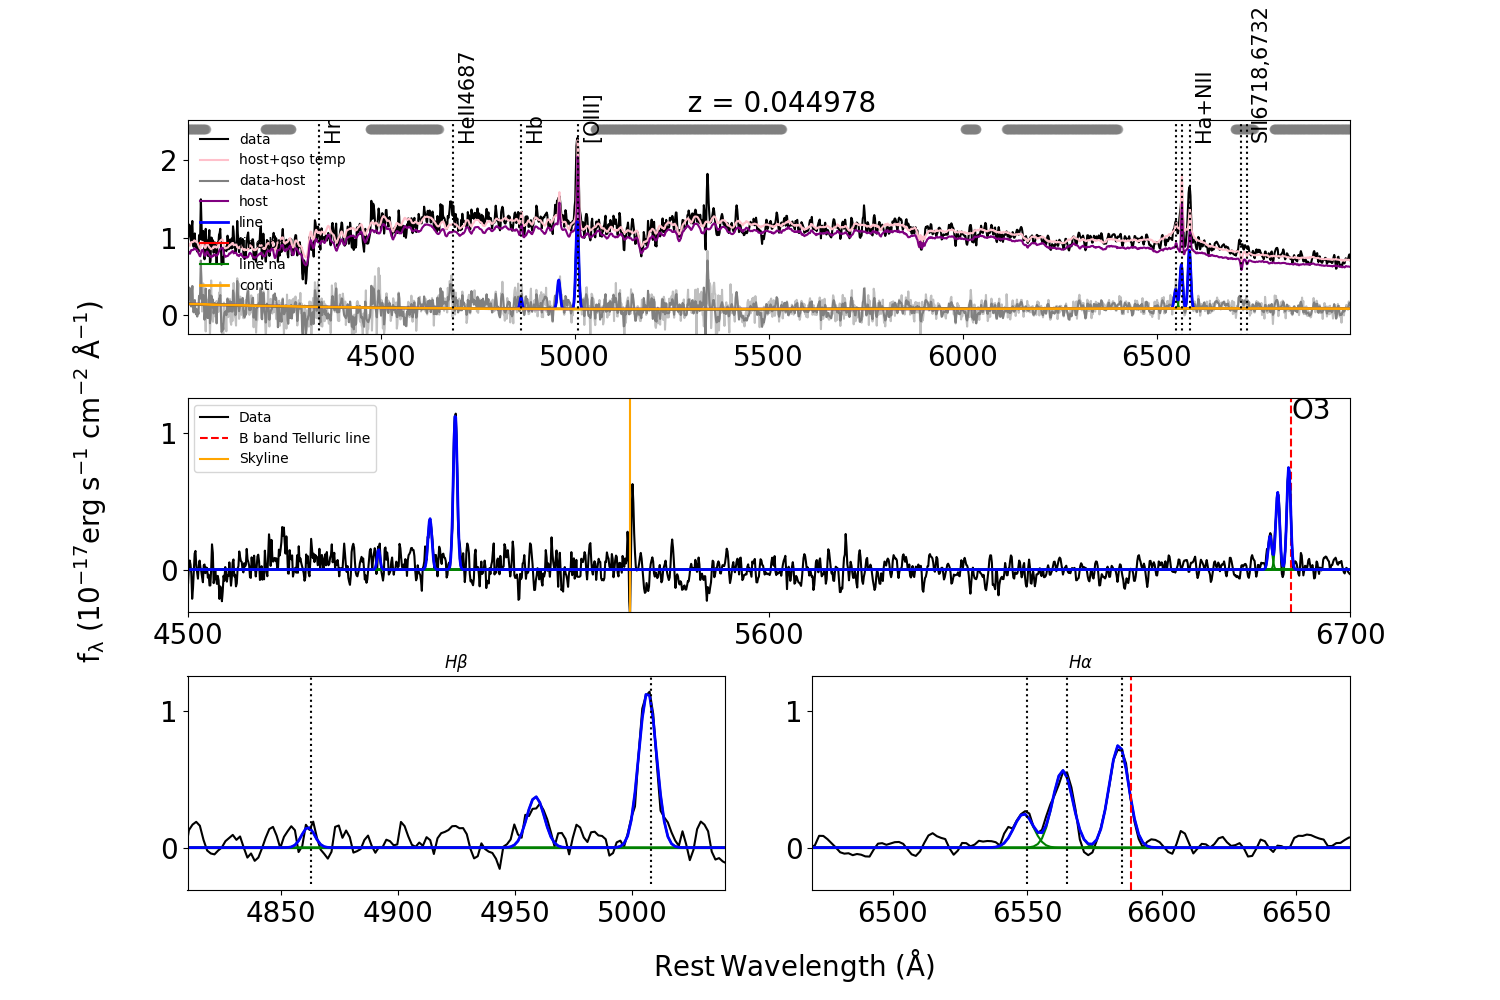 z = 0.044978
Hr
HeII4687
Hb
[OIII]
Ha+NII
SII6718,6732
data
host+qso temp
data-host
host
line
line na
conti
2
1
0
4500 5000 5500 6000 6500
fλ (10⁻¹⁷erg s⁻¹ cm⁻² Å⁻¹)
Data
B band Telluric line
Skyline
O3
1
0
4500 5600 6700
Hβ
1
0
4850 4900 4950 5000
Hα
1
0
6500 6550 6600 6650
Rest Wavelength (Å)